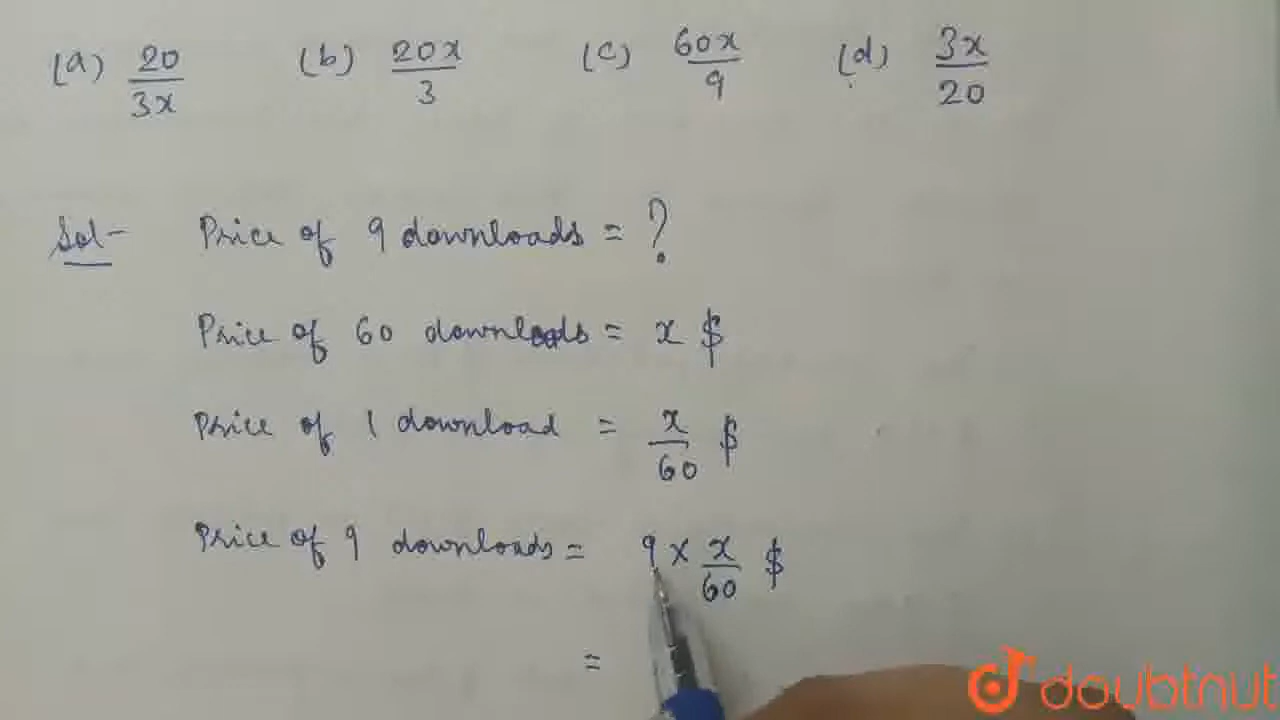 (a) 20/3x (b) 20x/3 (c) 60x/9 (d) 3x/20
Sol- Price of 9 downloads = ?
Price of 60 downloads = x $
Price of 1 download = x/60 $
Price of 9 downloads = 9 × x/60 $
=
doubtnut